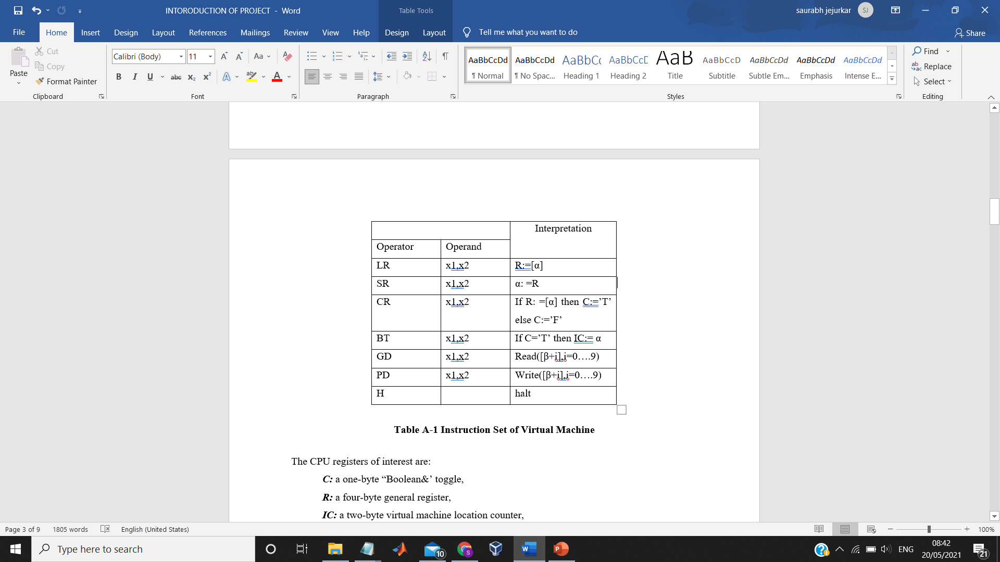 INTORODUCTION OF PROJECT - Word
Table Tools
saurabh jejurkar
SJ
File Home Insert Design Layout References Mailings Review View Help Design Layout Tell me what you want to do Share
Paste
Cut
Copy
Format Painter
Clipboard
Calibri (Body) 11
Font
Paragraph
AaBbCcDd AaBbCcDd AaBbCc AaBbCcC AaB AaBbCcD AaBbCcDd AaBbCcDd AaBbCcDd
¶ Normal ¶ No Spac... Heading 1 Heading 2 Title Subtitle Subtle Em... Emphasis Intense E...
Styles
Find
Replace
Select
Editing
Interpretation
Operator Operand
LR x1,x2 R:=[α]
SR x1,x2 α: =R
CR x1,x2 If R: =[α] then C:=’T’
else C:=’F’
BT x1,x2 If C=’T’ then IC:= α
GD x1,x2 Read([β+i],i=0….9)
PD x1,x2 Write([β+i],i=0….9)
H halt
Table A-1 Instruction Set of Virtual Machine
The CPU registers of interest are:
C: a one-byte “Boolean&’ toggle,
R: a four-byte general register,
IC: a two-byte virtual machine location counter,
Page 3 of 9 1805 words English (United States) 100%
Type here to search
10
S
ENG
08:42
20/05/2021
21